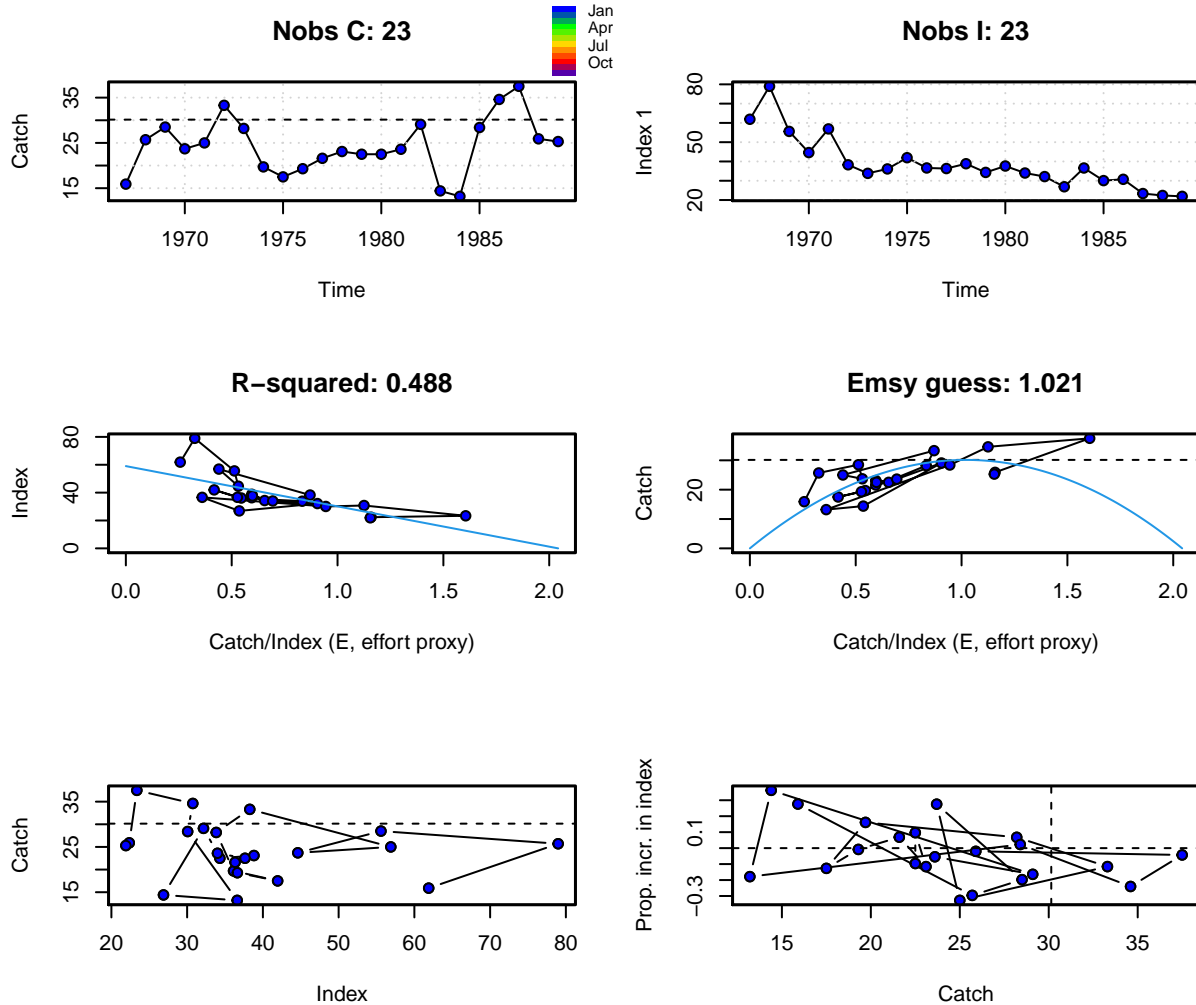 Nobs C: 23
Jan
Apr
Jul
Oct
Catch
15
25
35
1970
1975
1980
1985
Time
Nobs I: 23
Index 1
20
50
80
1970
1975
1980
1985
Time
R−squared: 0.488
Index
0
40
80
0.0
0.5
1.0
1.5
2.0
Catch/Index (E, effort proxy)
Emsy guess: 1.021
Catch
0
20
0.0
0.5
1.0
1.5
2.0
Catch/Index (E, effort proxy)
Catch
15
25
35
20
30
40
50
60
70
80
Index
Prop. incr. in index
−0.3
0.1
15
20
25
30
35
Catch